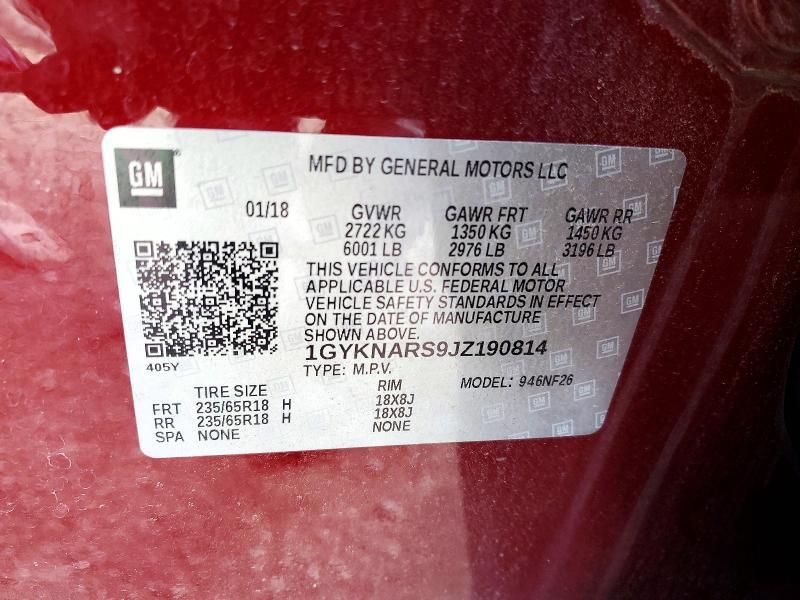 GM
MFD BY GENERAL MOTORS LLC
01/18 GVWR GAWR FRT GAWR RR
2722 KG 1350 KG 1450 KG
6001 LB 2976 LB 3196 LB
THIS VEHICLE CONFORMS TO ALL
APPLICABLE U.S. FEDERAL MOTOR
VEHICLE SAFETY STANDARDS IN EFFECT
ON THE DATE OF MANUFACTURE
SHOWN ABOVE.
405Y
1GYKNARS9JZ190814
TYPE: M.P.V. MODEL: 946NF26
TIRE SIZE RIM
FRT 235/65R18 H 18X8J
RR 235/65R18 H 18X8J
SPA NONE NONE